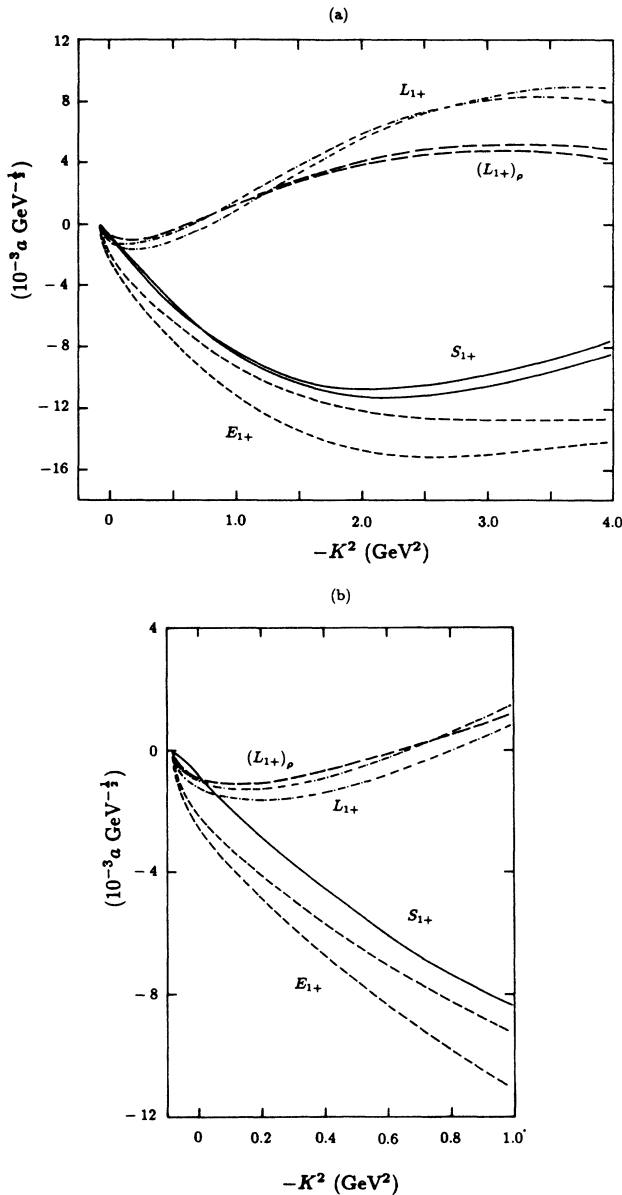 (a)
12
8
4
0
−4
−8
−12
−16
(10⁻³a GeV^{-1/2})
L₁₊
(L₁₊)ᵨ
S₁₊
E₁₊
0 1.0 2.0 3.0 4.0
−K² (GeV²)
(b)
4
0
−4
−8
−12
(10⁻³a GeV^{-1/2})
(L₁₊)ᵨ
L₁₊
S₁₊
E₁₊
0 0.2 0.4 0.6 0.8 1.0
−K² (GeV²)